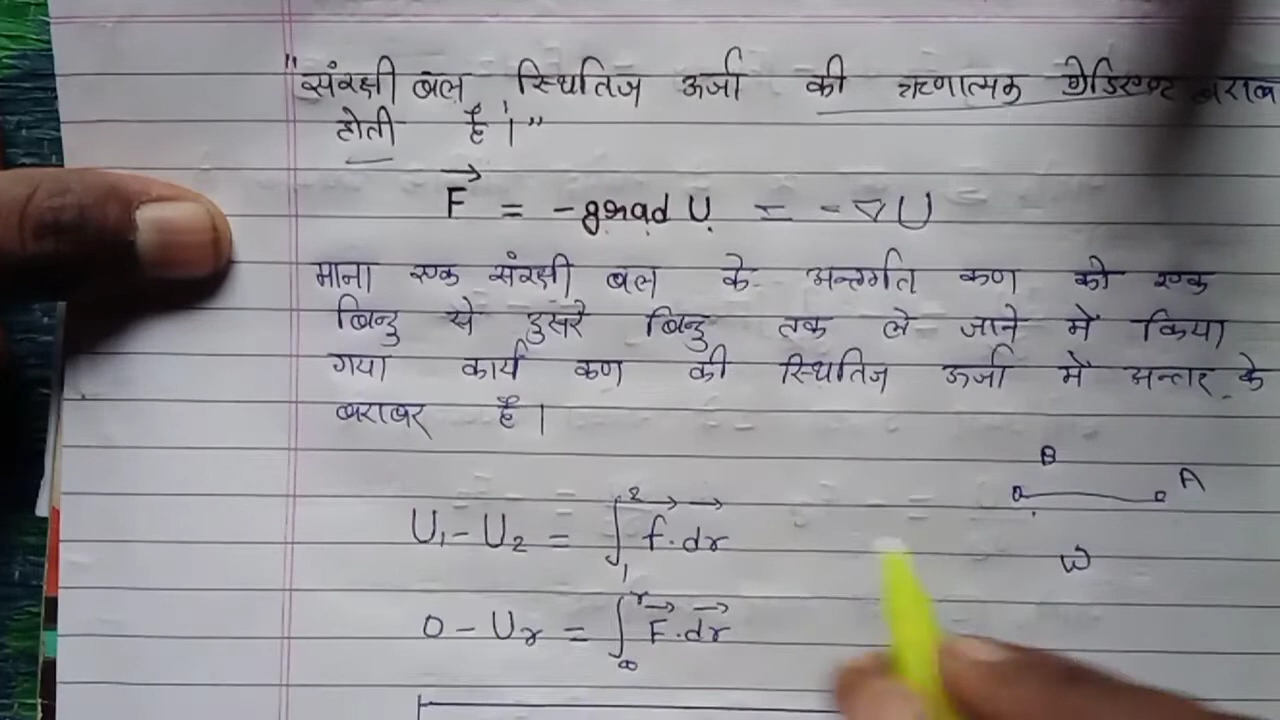 "संरक्षी बल स्थितिज ऊर्जा की ऋणात्मक ग्रेडिएण्ट बराब
होती है।"
F⃗ = -grad U = -▽U
माना एक संरक्षी बल के अन्तर्गत कण को एक
बिन्दु से दुसरे बिन्दु तक ले जाने में किया
गया कार्य कण की स्थितिज ऊर्जा में अन्तर के
बराबर है।
B
A
U₁ - U₂ = ∫₁² f⃗.dr⃗
W
0 - Uᵣ = ∫∞ʳ F⃗.dr⃗